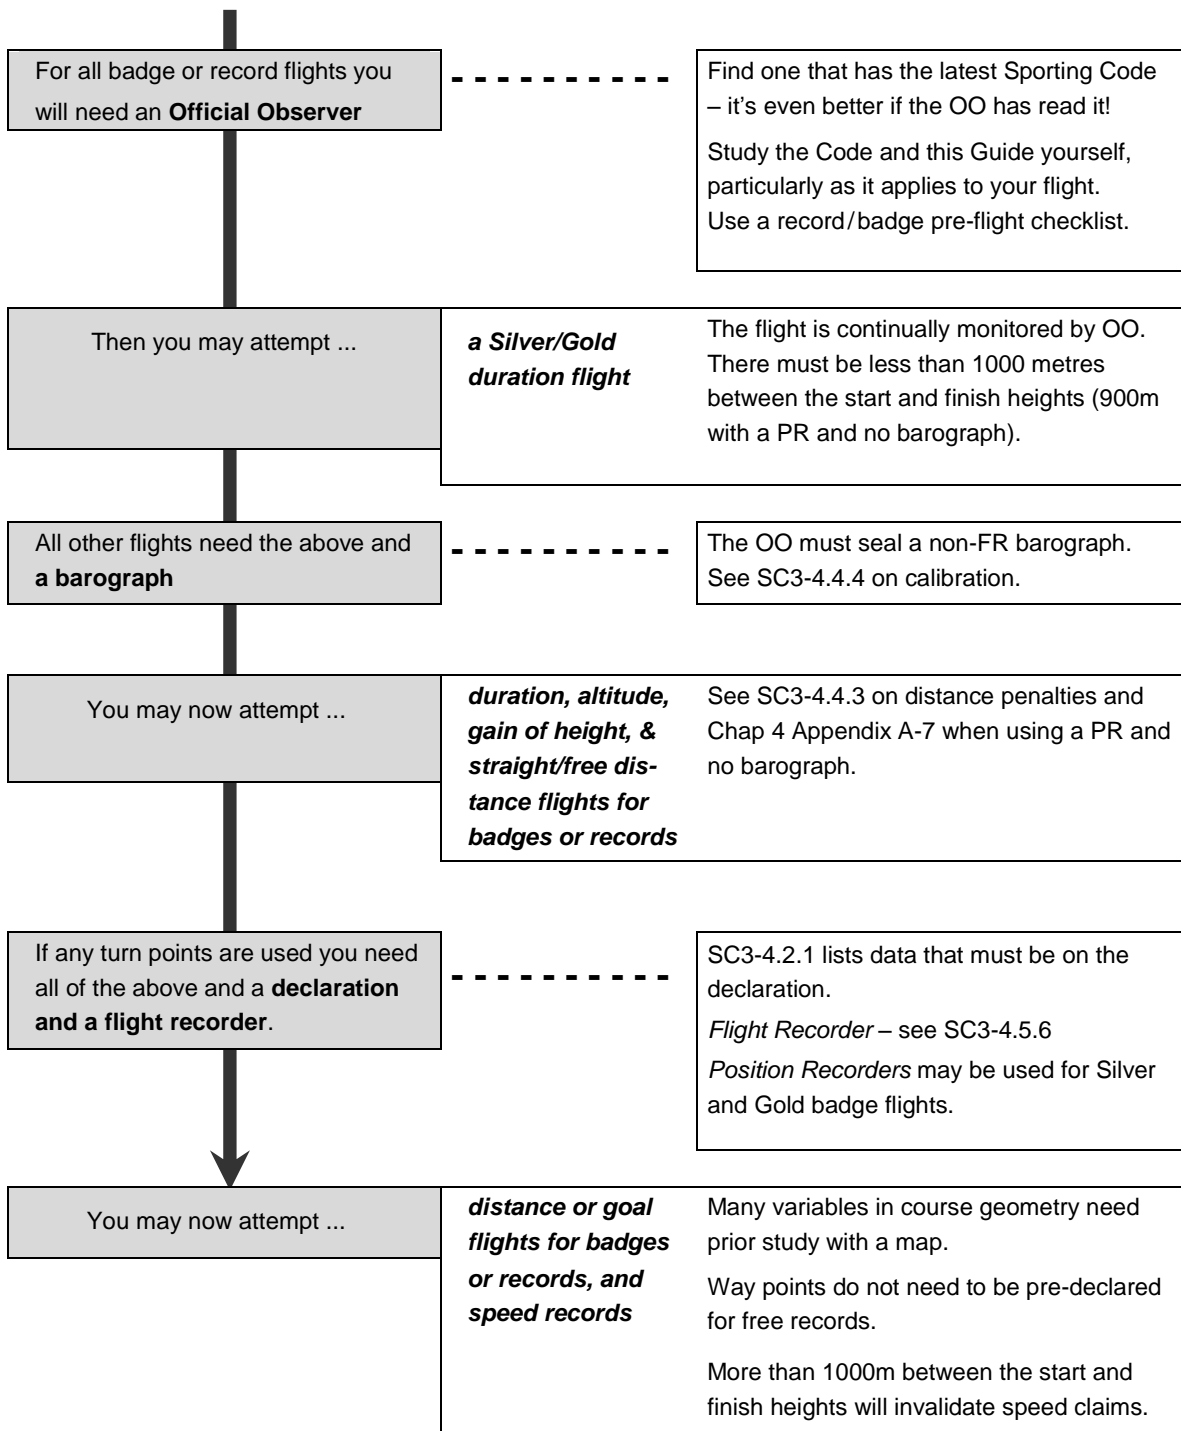 For all badge or record flights you
will need an Official Observer
Find one that has the latest Sporting Code
– it’s even better if the OO has read it!
Study the Code and this Guide yourself,
particularly as it applies to your flight.
Use a record/badge pre-flight checklist.
Then you may attempt ...
a Silver/Gold
duration flight
The flight is continually monitored by OO.
There must be less than 1000 metres
between the start and finish heights (900m
with a PR and no barograph).
All other flights need the above and
a barograph
The OO must seal a non-FR barograph.
See SC3-4.4.4 on calibration.
You may now attempt ...
duration, altitude,
gain of height, &
straight/free dis-
tance flights for
badges or records
See SC3-4.4.3 on distance penalties and
Chap 4 Appendix A-7 when using a PR and
no barograph.
If any turn points are used you need
all of the above and a declaration
and a flight recorder.
SC3-4.2.1 lists data that must be on the
declaration.
Flight Recorder – see SC3-4.5.6
Position Recorders may be used for Silver
and Gold badge flights.
You may now attempt ...
distance or goal
flights for badges
or records, and
speed records
Many variables in course geometry need
prior study with a map.
Way points do not need to be pre-declared
for free records.
More than 1000m between the start and
finish heights will invalidate speed claims.